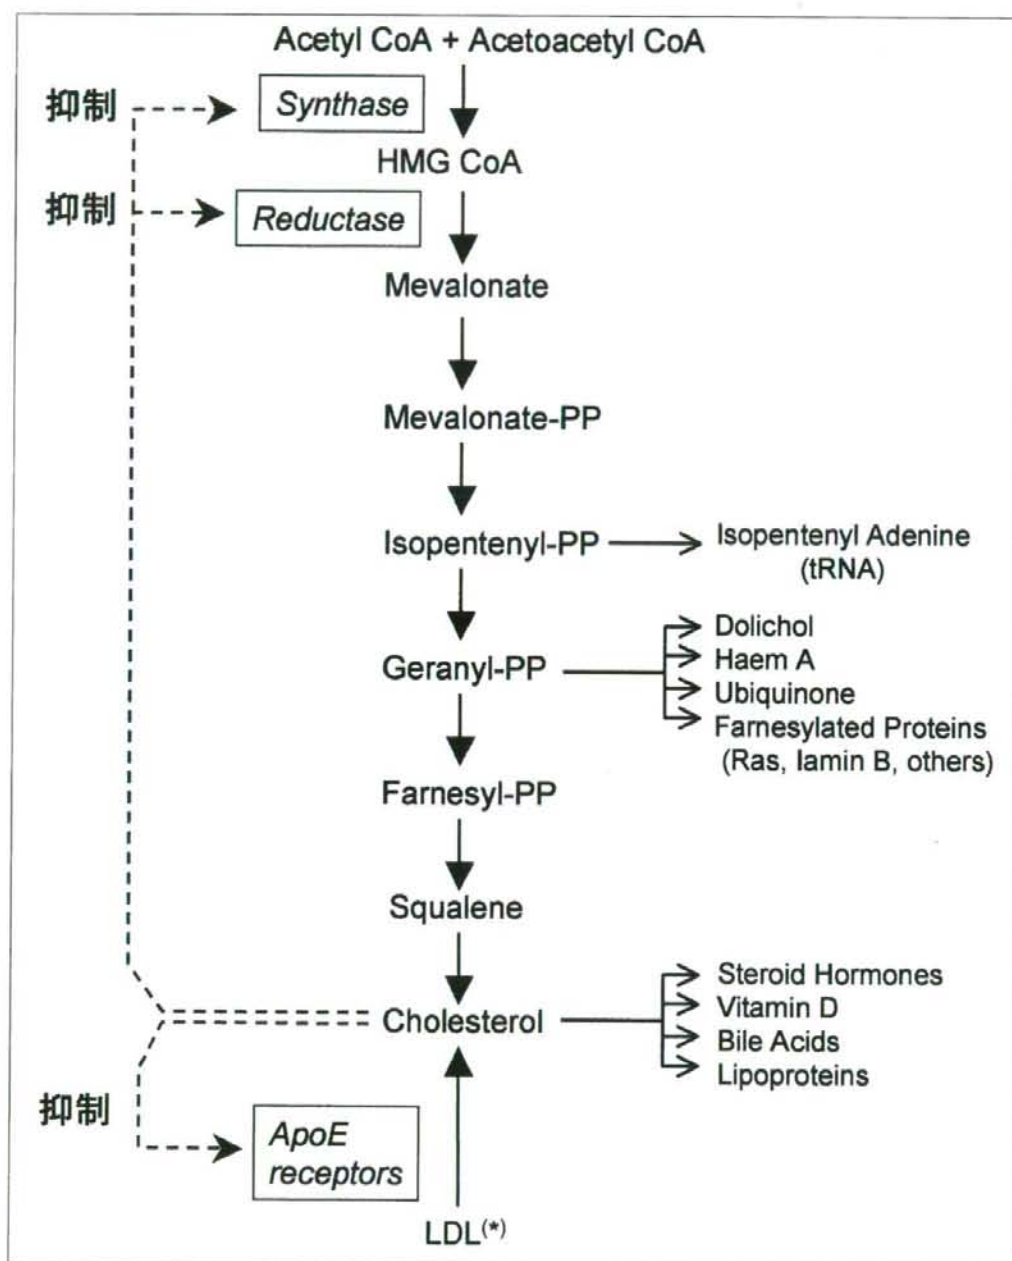 Acetyl CoA + Acetoacetyl CoA
抑制
Synthase
HMG CoA
抑制
Reductase
Mevalonate
Mevalonate-PP
Isopentenyl-PP
Isopentenyl Adenine
(tRNA)
Geranyl-PP
Dolichol
Haem A
Ubiquinone
Farnesylated Proteins
(Ras, lamin B, others)
Farnesyl-PP
Squalene
Cholesterol
Steroid Hormones
Vitamin D
Bile Acids
Lipoproteins
抑制
ApoE
receptors
LDL(*)